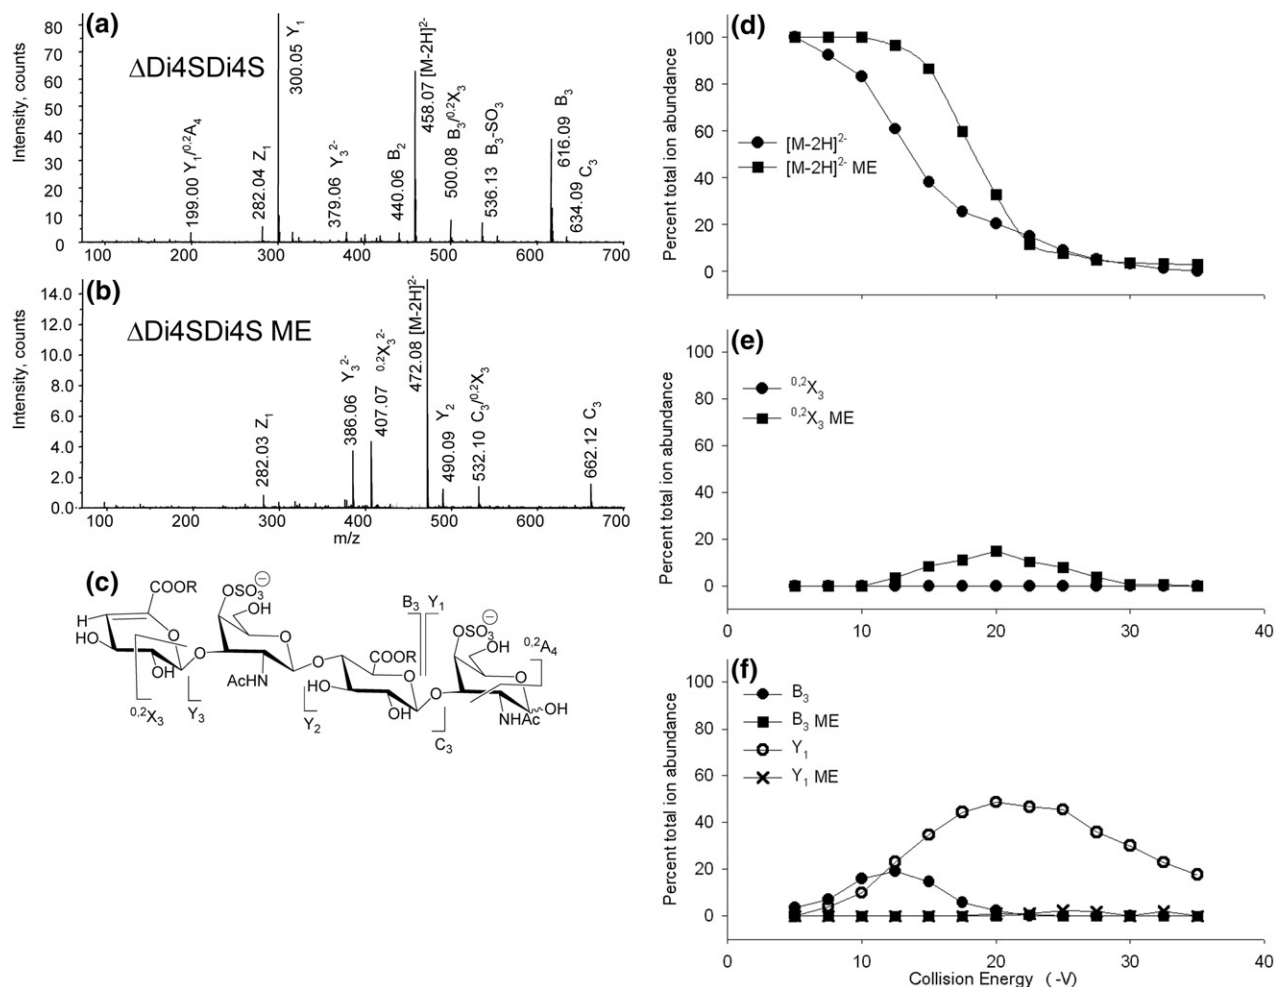 (a)
ΔDi4SDi4S
Intensity, counts
80
70
60
50
40
30
20
10
0
199.00 Y1/0,2A4
282.04 Z1
300.05 Y1
379.06 Y3 2-
440.06 B2
458.07 [M-2H]2-
500.08 B3/0,2X3
536.13 B3-SO3
616.09 B3
634.09 C3
100 200 300 400 500 600 700
(b)
ΔDi4SDi4S ME
Intensity, counts
14.0
12.0
10.0
8.0
6.0
4.0
2.0
0.0
282.03 Z1
386.06 Y3 2-
407.07 0,2X3 2-
472.08 [M-2H]2-
490.09 Y2
532.10 C3/0,2X3
662.12 C3
100 200 300 400 500 600 700
m/z
(c)
COOR
H
HO
O
OH
0,2X3
Y3
O
OSO3 −
OH
O
AcHN
O
Y2
COOR
HO
O
OH
B3 Y1
O
C3
OSO3 −
OH
O
0,2A4
NHAc
OH
(d)
Percent total ion abundance
100
80
60
40
20
0
[M-2H]2-
[M-2H]2- ME
(e)
Percent total ion abundance
100
80
60
40
20
0
0,2X3
0,2X3 ME
0 10 20 30 40
(f)
Percent total ion abundance
100
80
60
40
20
0
B3
B3 ME
Y1
Y1 ME
0 10 20 30 40
Collision Energy (-V)